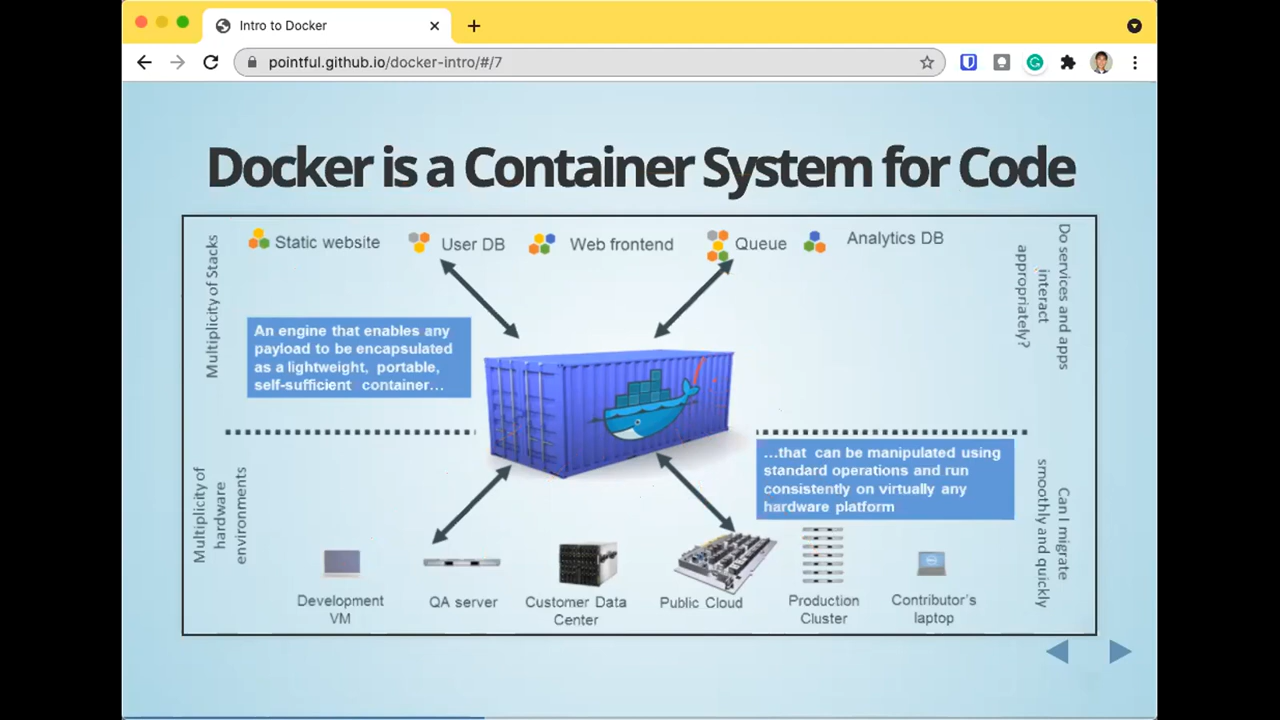 Intro to Docker
pointful.github.io/docker-intro/#/7
Docker is a Container System for Code
Multiplicity of Stacks
Static website
User DB
Web frontend
Queue
Analytics DB
Do services and apps
interact
appropriately?
An engine that enables any
payload to be encapsulated
as a lightweight, portable,
self-sufficient container...
...that can be manipulated using
standard operations and run
consistently on virtually any
hardware platform
Multiplicity of
hardware
environments
Development
VM
QA server
Customer Data
Center
Public Cloud
Production
Cluster
Contributor's
laptop
Can I migrate
smoothly and quickly